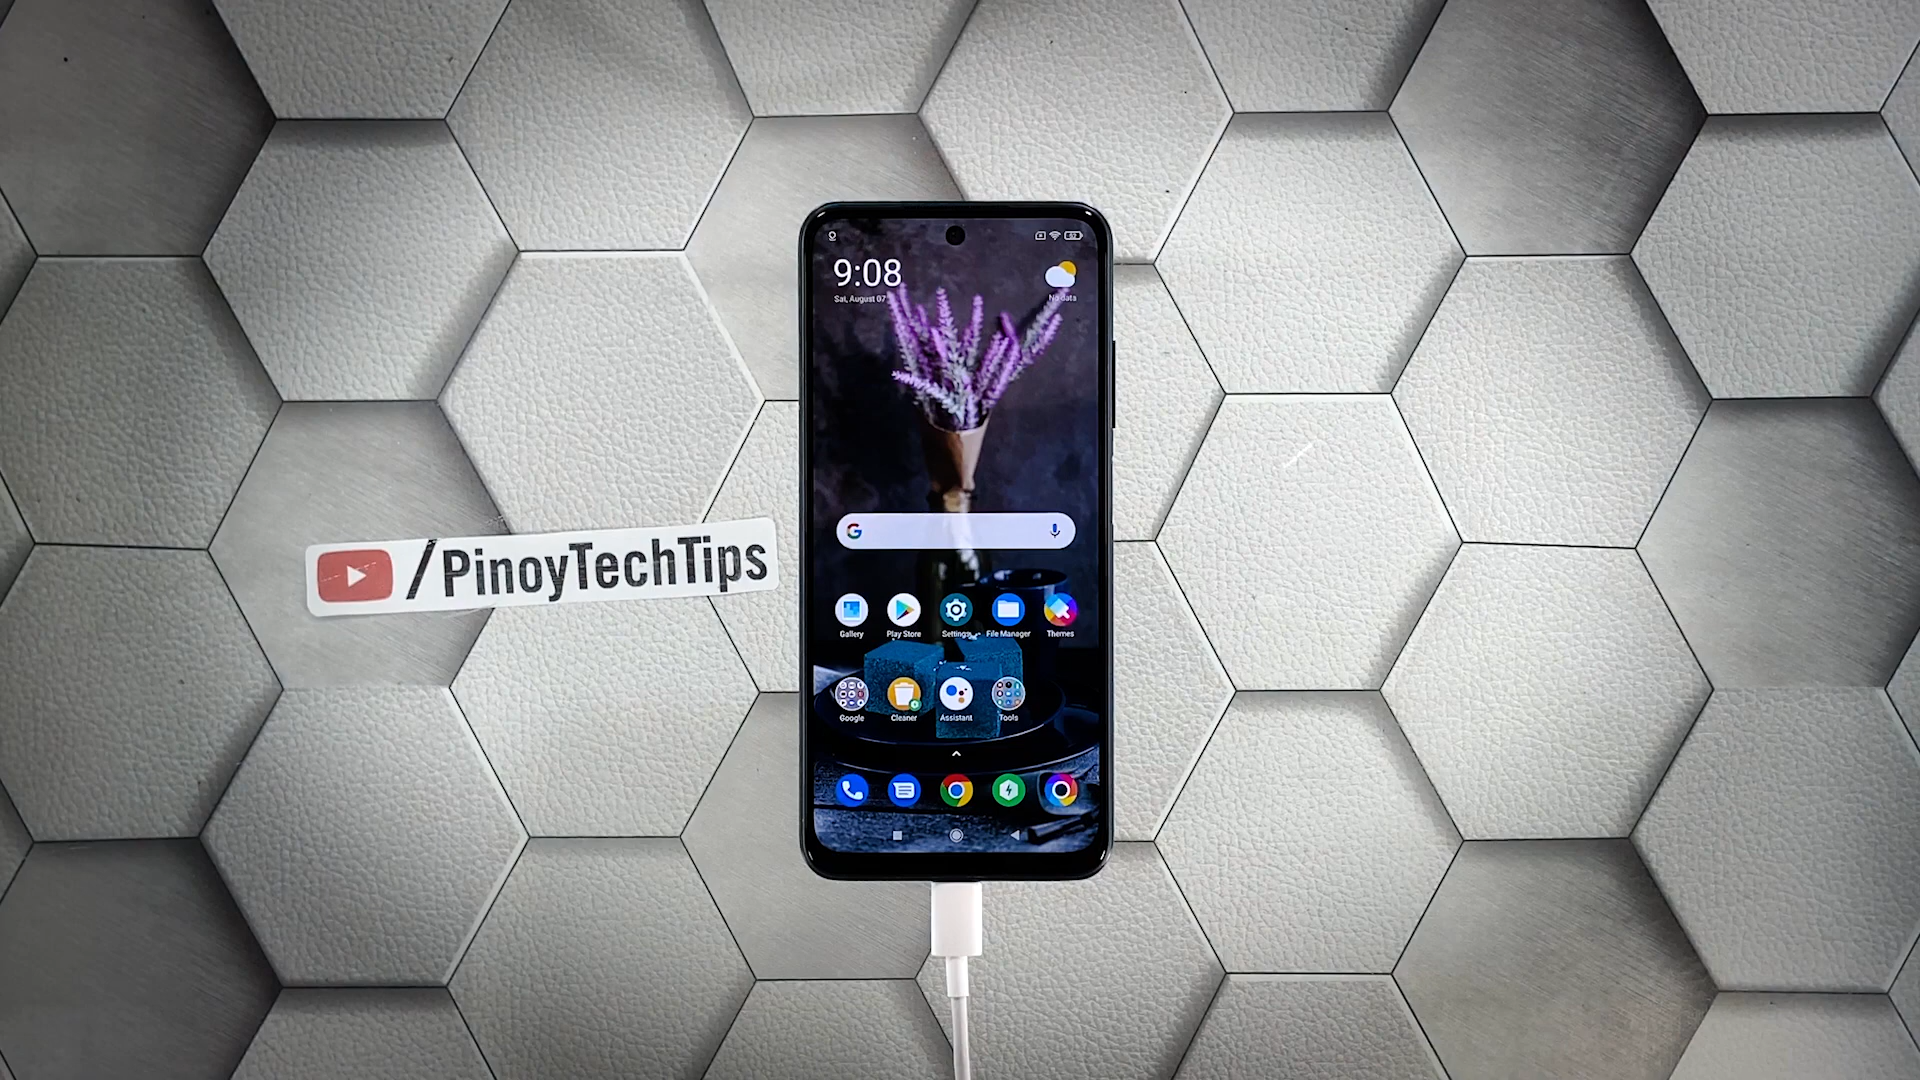 /PinoyTechTips
9:08
Sat, August 07
No data
Gallery
Play Store
Settings
File Manager
Themes
Google
Cleaner
Assistant
Tools